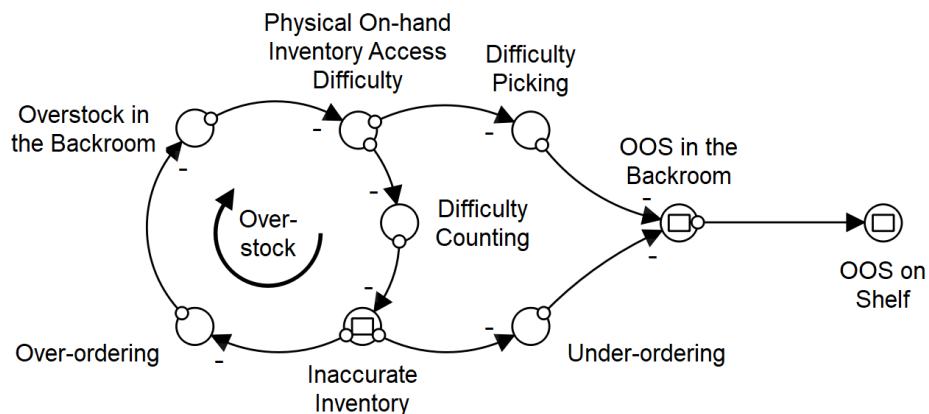 Physical On-hand
Inventory Access
Difficulty
Difficulty
Picking
Overstock in
the Backroom
OOS in the
Backroom
-
-
-
-
-
Over-
stock
Difficulty
Counting
-
-
OOS on
Shelf
-
-
-
Over-ordering
Under-ordering
Inaccurate
Inventory